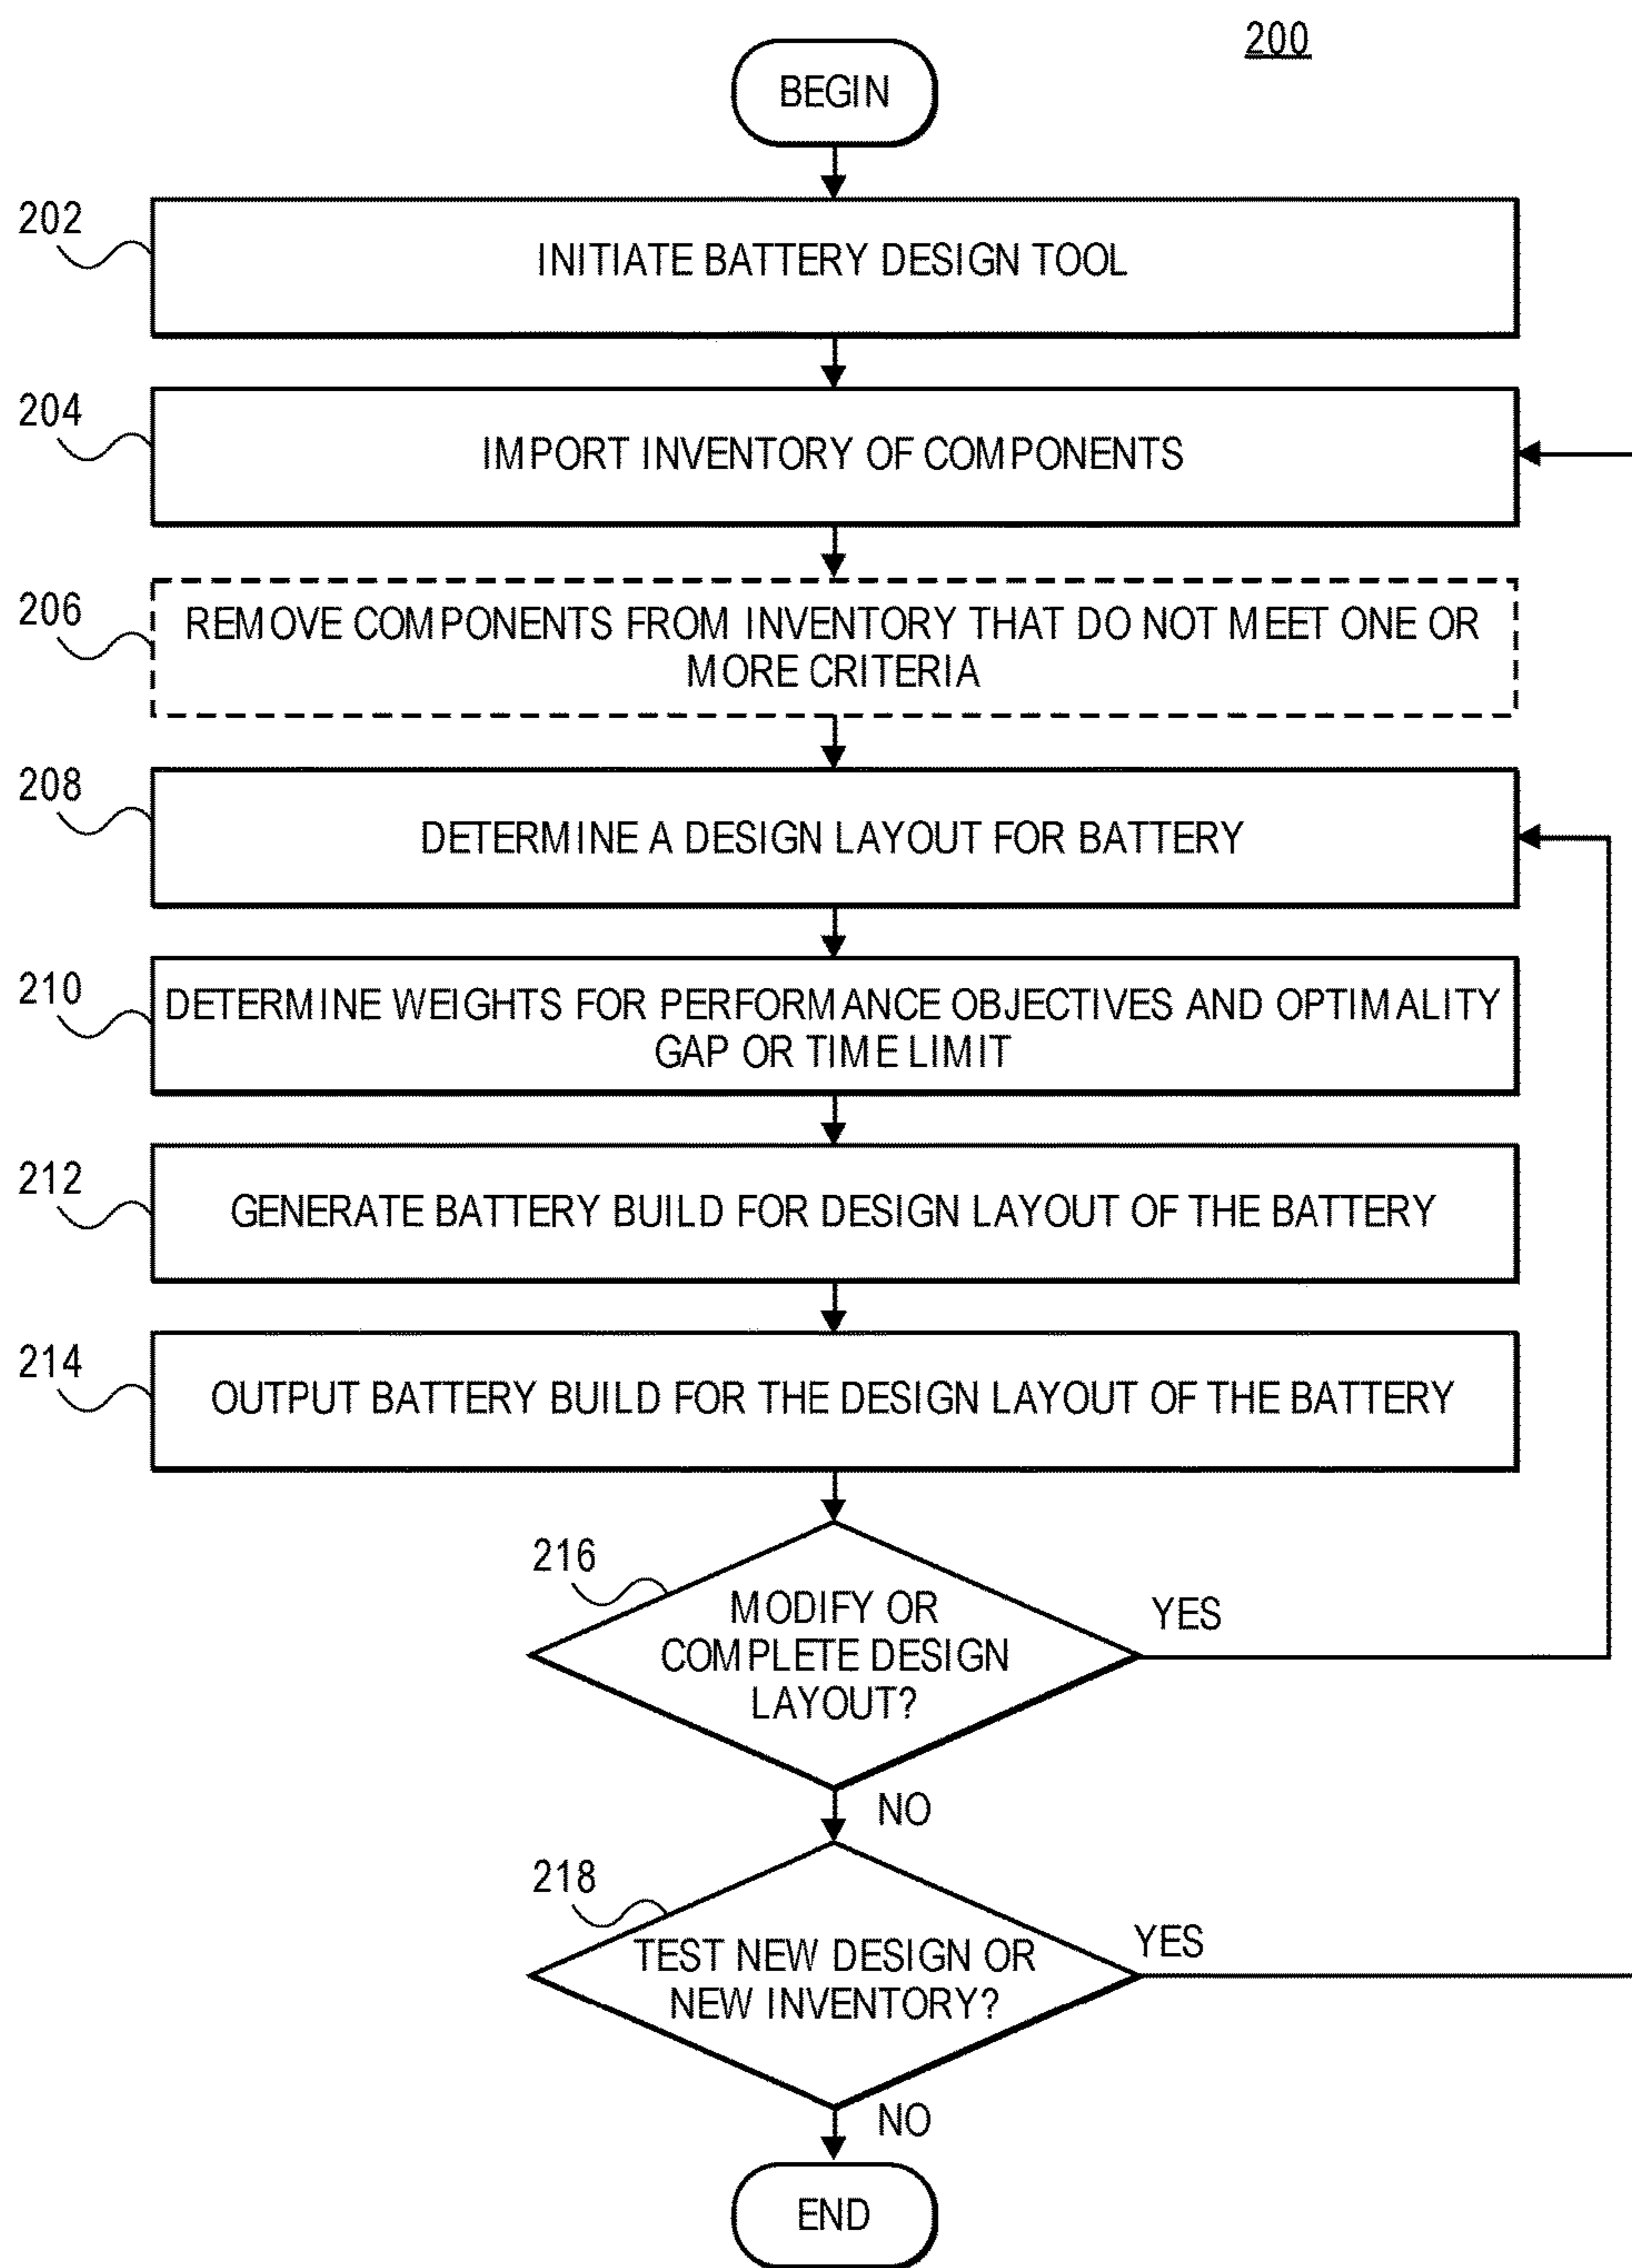 200
BEGIN
202
INITIATE BATTERY DESIGN TOOL
204
IMPORT INVENTORY OF COMPONENTS
206
REMOVE COMPONENTS FROM INVENTORY THAT DO NOT MEET ONE OR
MORE CRITERIA
208
DETERMINE A DESIGN LAYOUT FOR BATTERY
210
DETERMINE WEIGHTS FOR PERFORMANCE OBJECTIVES AND OPTIMALITY
GAP OR TIME LIMIT
212
GENERATE BATTERY BUILD FOR DESIGN LAYOUT OF THE BATTERY
214
OUTPUT BATTERY BUILD FOR THE DESIGN LAYOUT OF THE BATTERY
216
MODIFY OR
COMPLETE DESIGN
LAYOUT?
YES
NO
218
TEST NEW DESIGN OR
NEW INVENTORY?
YES
NO
END